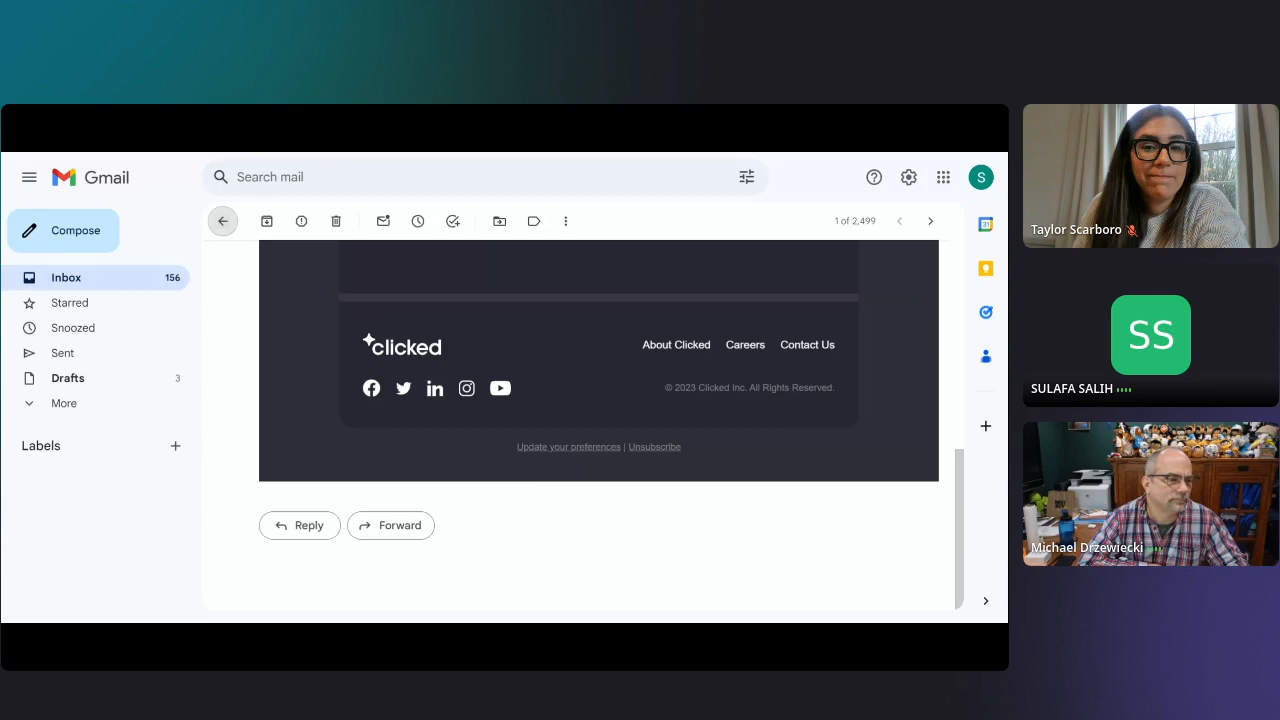 Gmail
Search mail
S
Compose
1 of 2,499
Inbox 156
Starred
Snoozed
Sent
Drafts 3
More
Labels
clicked
About Clicked Careers Contact Us
© 2023 Clicked Inc. All Rights Reserved.
Update your preferences | Unsubscribe
Reply Forward
31
Taylor Scarboro
SS
SULAFA SALIH
Michael Drzewiecki